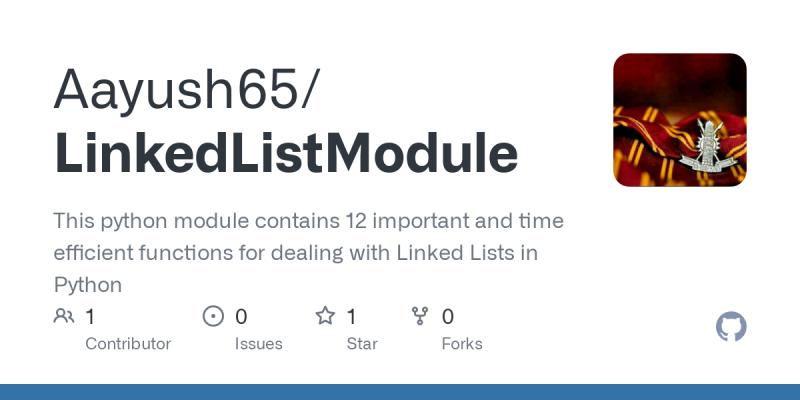 Aayush65/
LinkedListModule
This python module contains 12 important and time
efficient functions for dealing with Linked Lists in
Python
1
Contributor
0
Issues
1
Star
0
Forks